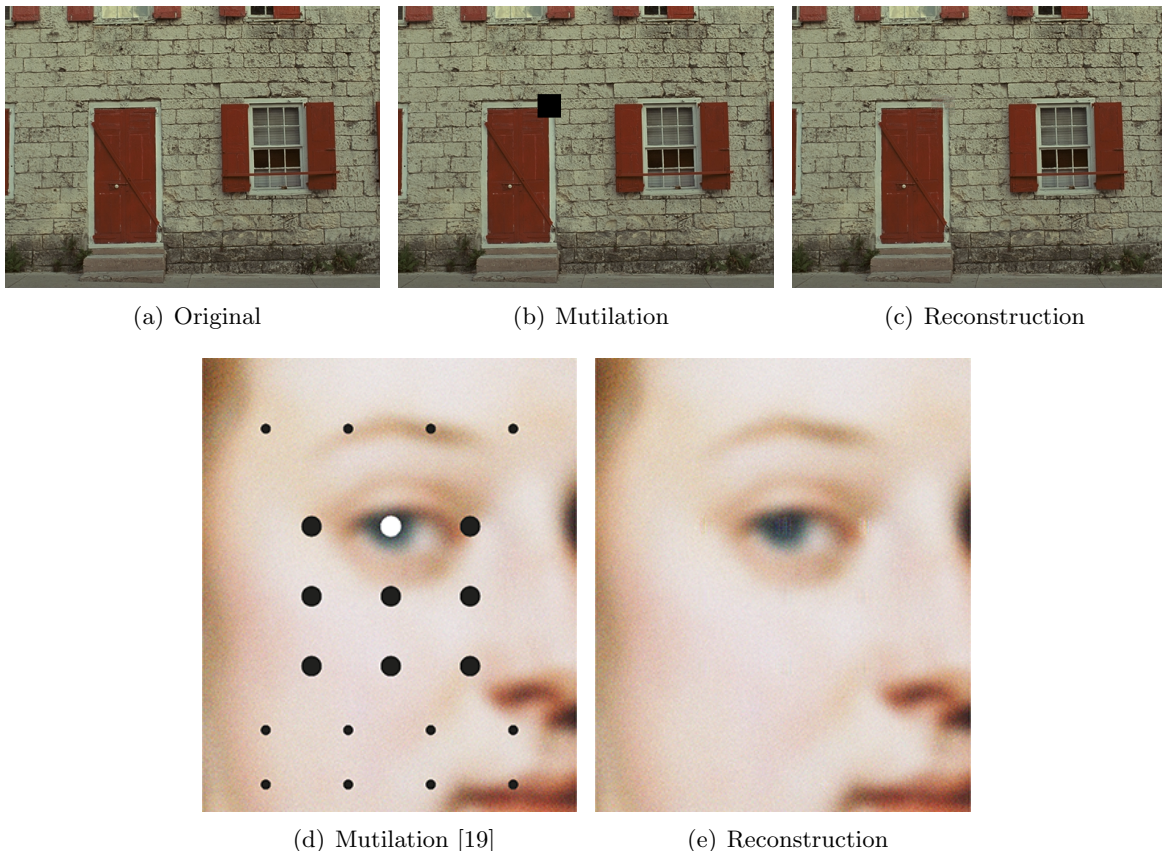 (a) Original
(b) Mutilation
(c) Reconstruction
(d) Mutilation [19]
(e) Reconstruction